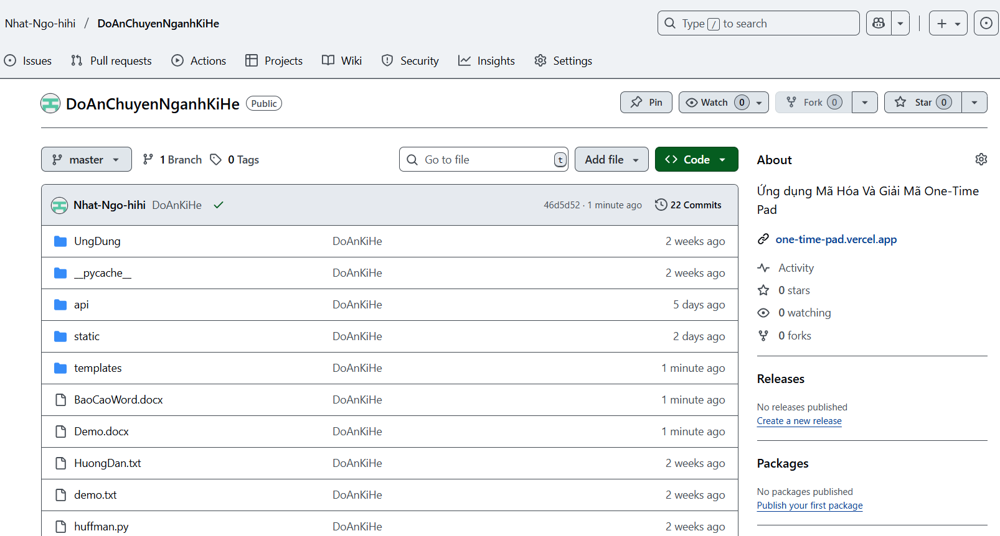 Nhat-Ngo-hihi / DoAnChuyenNganhKiHe
Type / to search
Issues Pull requests Actions Projects Wiki Security Insights Settings
DoAnChuyenNganhKiHe Public
Pin Watch 0 Fork 0 Star 0
master 1 Branch 0 Tags Go to file t Add file Code
Nhat-Ngo-hihi DoAnKiHe 46d5d52 · 1 minute ago 22 Commits
UngDung DoAnKiHe 2 weeks ago
__pycache__ DoAnKiHe 2 weeks ago
api DoAnKiHe 5 days ago
static DoAnKiHe 2 days ago
templates DoAnKiHe 1 minute ago
BaoCaoWord.docx DoAnKiHe 1 minute ago
Demo.docx DoAnKiHe 1 minute ago
HuongDan.txt DoAnKiHe 2 weeks ago
demo.txt DoAnKiHe 2 weeks ago
huffman.py DoAnKiHe 2 weeks ago
About
Ứng dụng Mã Hóa Và Giải Mã One-Time
Pad
one-time-pad.vercel.app
Activity
0 stars
0 watching
0 forks
Releases
No releases published
Create a new release
Packages
No packages published
Publish your first package